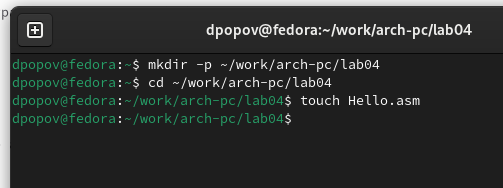 dpopov@fedora:~/work/arch-pc/lab04
dpopov@fedora:~$ mkdir -p ~/work/arch-pc/lab04
dpopov@fedora:~$ cd ~/work/arch-pc/lab04
dpopov@fedora:~/work/arch-pc/lab04$ touch Hello.asm
dpopov@fedora:~/work/arch-pc/lab04$